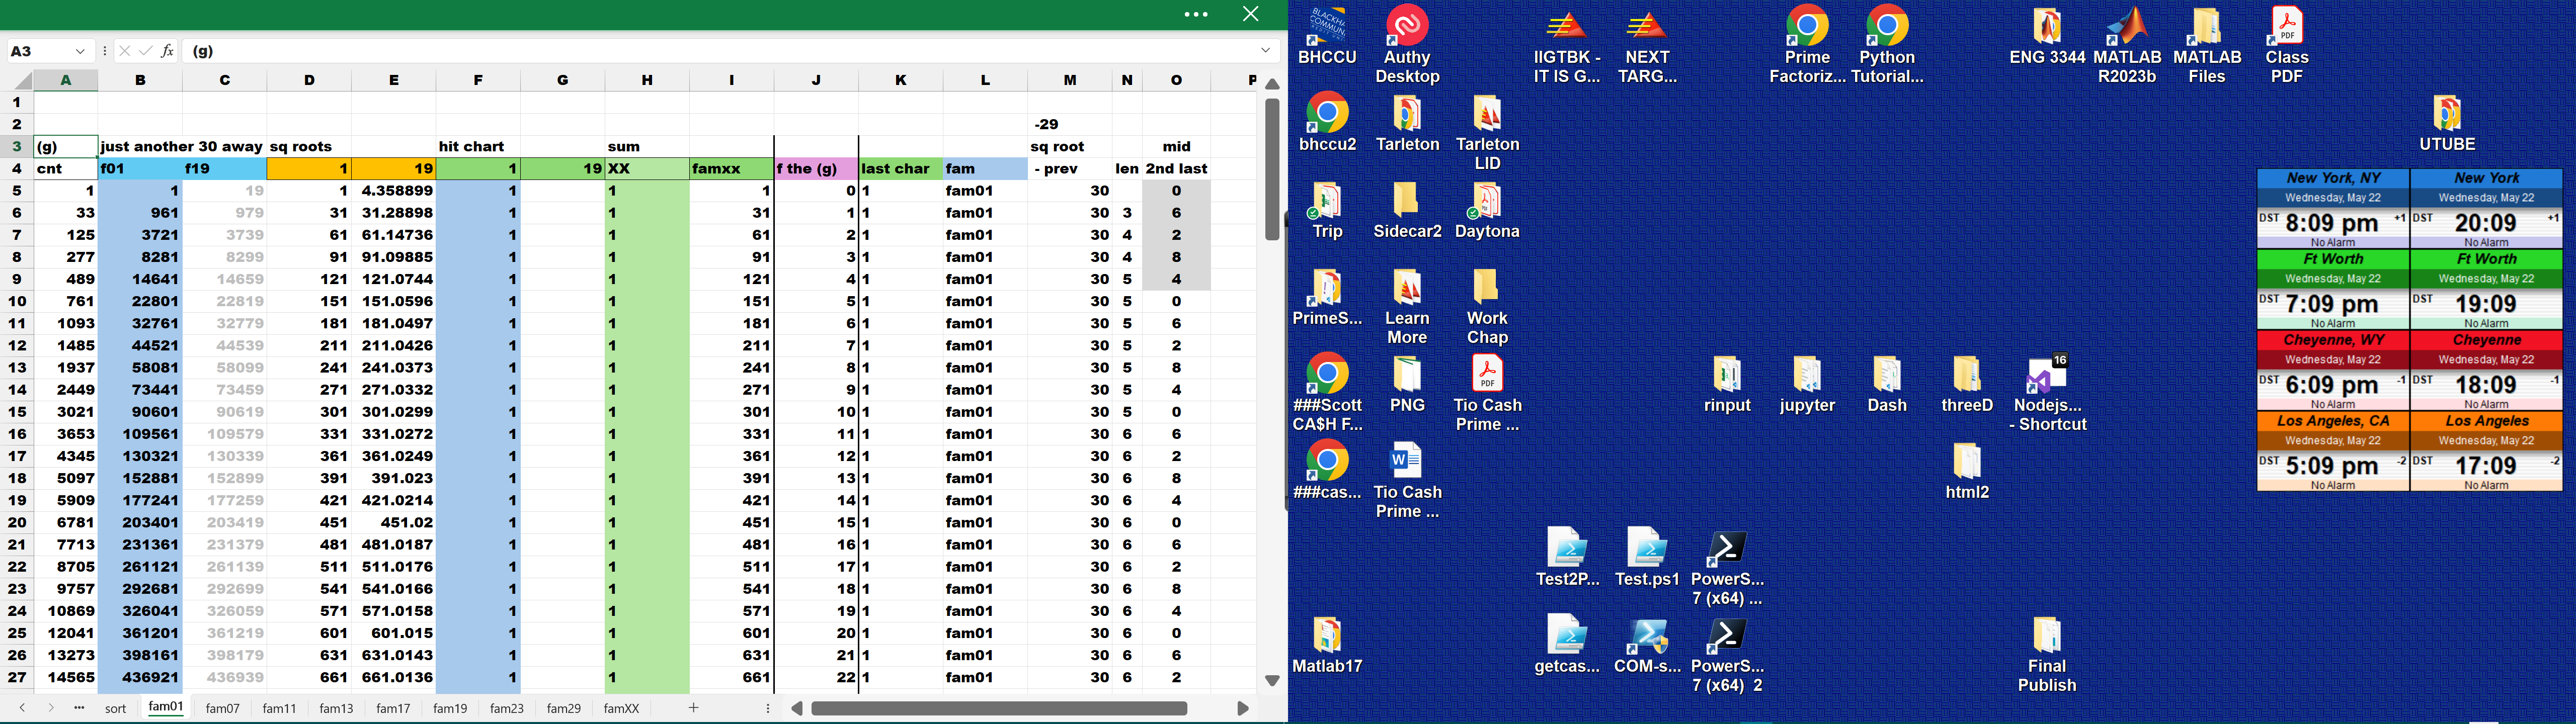 A3 fx (g)
A B C D E F G H I J K L M N O P
1
2 -29
3 (g) just another 30 away sq roots hit chart sum sq root mid
4 cnt f01 f19 1 19 1 19 XX famxx f the (g) last char fam - prev len 2nd last
5 1 1 19 1 4.358899 1 1 1 0 1 fam01 30 0
6 33 961 979 31 31.28898 1 1 31 1 1 fam01 30 3 6
7 125 3721 3739 61 61.14736 1 1 61 2 1 fam01 30 4 2
8 277 8281 8299 91 91.09885 1 1 91 3 1 fam01 30 4 8
9 489 14641 14659 121 121.0744 1 1 121 4 1 fam01 30 5 4
10 761 22801 22819 151 151.0596 1 1 151 5 1 fam01 30 5 0
11 1093 32761 32779 181 181.0497 1 1 181 6 1 fam01 30 5 6
12 1485 44521 44539 211 211.0426 1 1 211 7 1 fam01 30 5 2
13 1937 58081 58099 241 241.0373 1 1 241 8 1 fam01 30 5 8
14 2449 73441 73459 271 271.0332 1 1 271 9 1 fam01 30 5 4
15 3021 90601 90619 301 301.0299 1 1 301 10 1 fam01 30 5 0
16 3653 109561 109579 331 331.0272 1 1 331 11 1 fam01 30 6 6
17 4345 130321 130339 361 361.0249 1 1 361 12 1 fam01 30 6 2
18 5097 152881 152899 391 391.023 1 1 391 13 1 fam01 30 6 8
19 5909 177241 177259 421 421.0214 1 1 421 14 1 fam01 30 6 4
20 6781 203401 203419 451 451.02 1 1 451 15 1 fam01 30 6 0
21 7713 231361 231379 481 481.0187 1 1 481 16 1 fam01 30 6 6
22 8705 261121 261139 511 511.0176 1 1 511 17 1 fam01 30 6 2
23 9757 292681 292699 541 541.0166 1 1 541 18 1 fam01 30 6 8
24 10869 326041 326059 571 571.0158 1 1 571 19 1 fam01 30 6 4
25 12041 361201 361219 601 601.015 1 1 601 20 1 fam01 30 6 0
26 13273 398161 398179 631 631.0143 1 1 631 21 1 fam01 30 6 6
27 14565 436921 436939 661 661.0136 1 1 661 22 1 fam01 30 6 2
sort fam01 fam07 fam11 fam13 fam17 fam19 fam23 fam29 famXX
BHCCU
Authy
Desktop
IIGTBK -
IT IS G...
NEXT
TARG...
Prime
Factoriz...
Python
Tutorial...
ENG 3344
MATLAB
R2023b
MATLAB
Files
PDF
Class
PDF
bhccu2
Tarleton
Tarleton
LID
UTUBE
Trip
Sidecar2
Daytona
PrimeS...
Learn
More
Work
Chap
###Scott
CA$H F...
PNG
PDF
Tio Cash
Prime ...
rinput
jupyter
Dash
threeD
16
Nodejs...
- Shortcut
###cas...
Tio Cash
Prime ...
html2
Test2P...
Test.ps1
PowerS...
7 (x64) ...
Matlab17
getcas...
COM-s...
PowerS...
7 (x64) 2
Final
Publish
New York, NY New York
Wednesday, May 22 Wednesday, May 22
DST 8:09 pm +1 DST 20:09 +1
No Alarm No Alarm
Ft Worth Ft Worth
Wednesday, May 22 Wednesday, May 22
DST 7:09 pm DST 19:09
No Alarm No Alarm
Cheyenne, WY Cheyenne
Wednesday, May 22 Wednesday, May 22
DST 6:09 pm -1 DST 18:09 -1
No Alarm No Alarm
Los Angeles, CA Los Angeles
Wednesday, May 22 Wednesday, May 22
DST 5:09 pm -2 DST 17:09 -2
No Alarm No Alarm